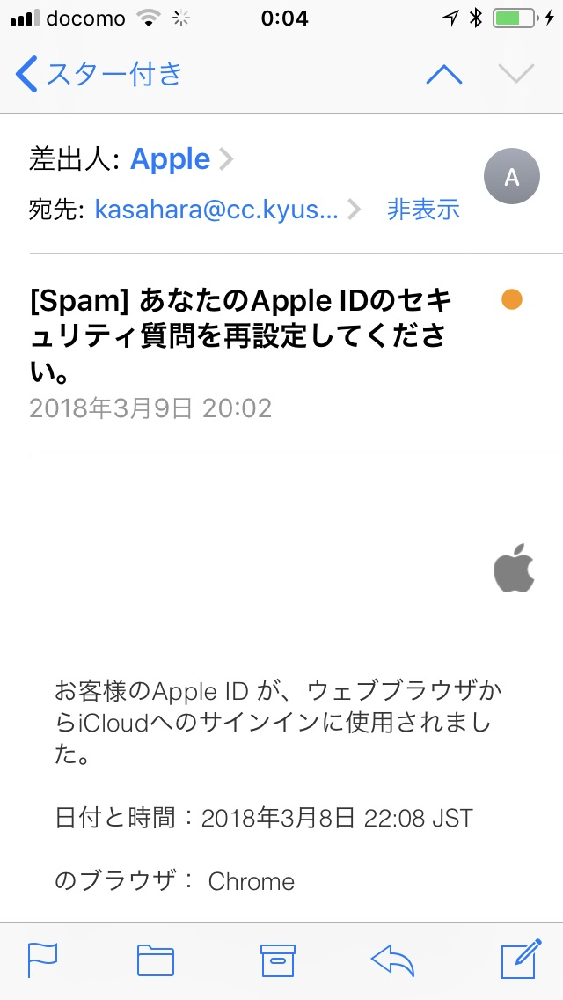 docomo 0:04
スター付き
差出人: Apple
A
宛先: kasahara@cc.kyus... 非表示
[Spam] あなたのApple IDのセキ
ュリティ質問を再設定してくださ
い。
2018年3月9日 20:02
お客様のApple ID が、ウェブブラウザか
らiCloudへのサインインに使用されまし
た。
日付と時間：2018年3月8日 22:08 JST
のブラウザ： Chrome